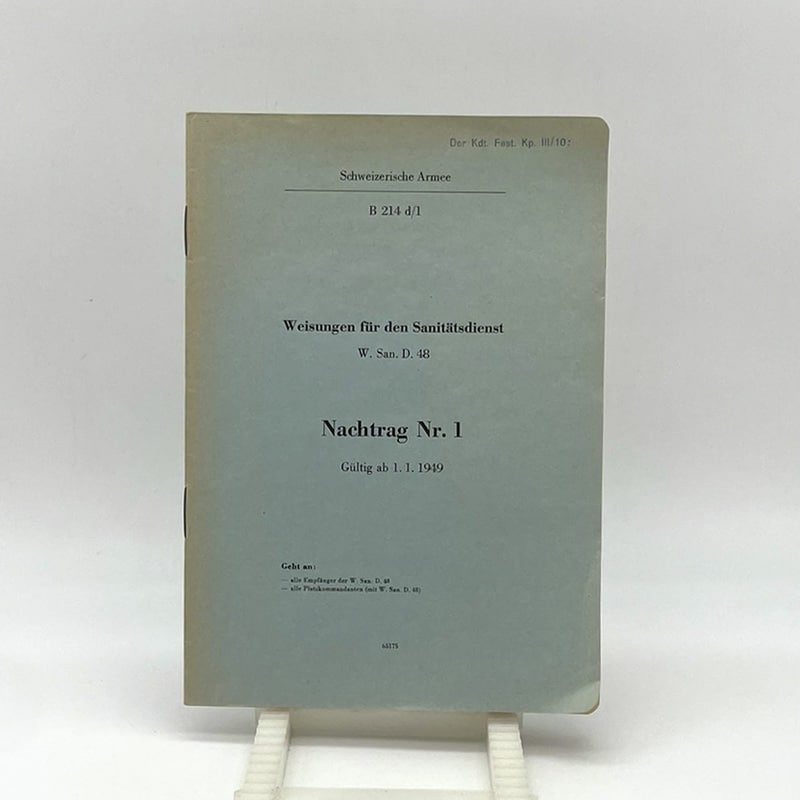 Der Kdt. Fest. Kp. III/10:
Schweizerische Armee
B 214 d/1
Weisungen für den Sanitätsdienst
W. San. D. 48
Nachtrag Nr. 1
Gültig ab 1. 1. 1949
Geht an:
— alle Empfänger der W. San. D. 48
— alle Platzkommandanten (mit W. San. D. 48)
65175